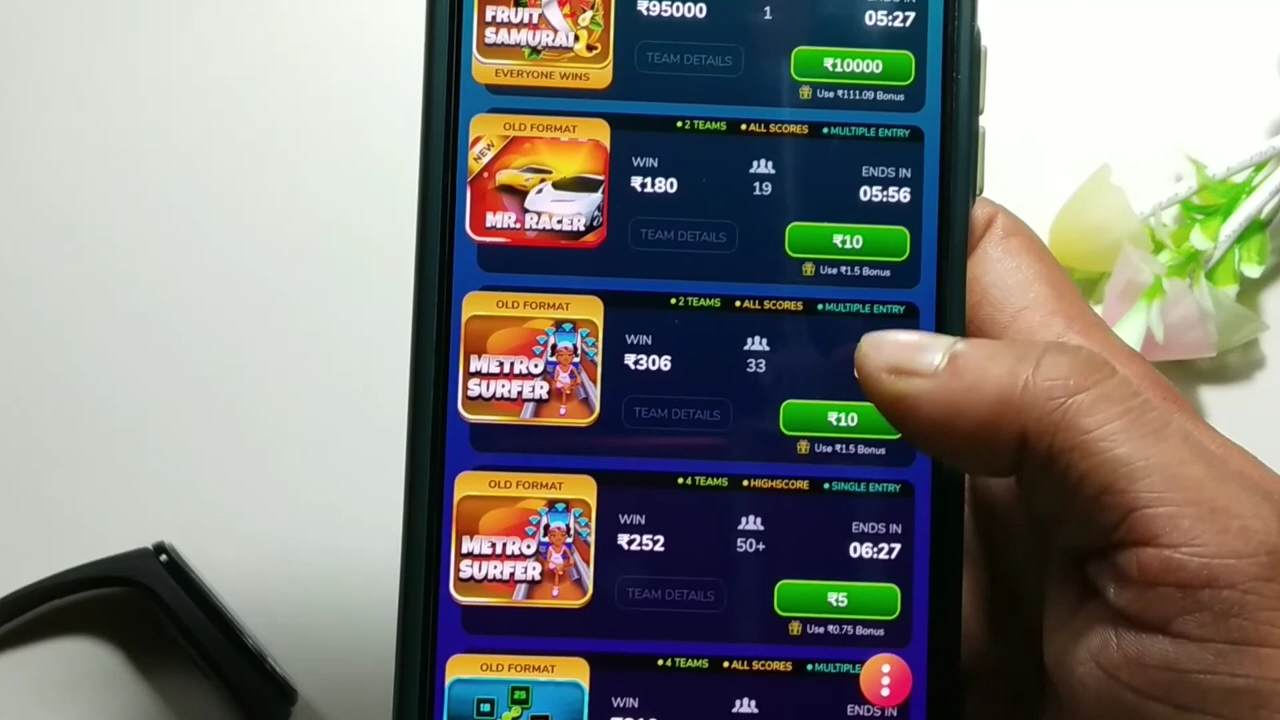 FRUIT
SAMURAI
EVERYONE WINS
₹95000
1
05:27
TEAM DETAILS
₹10000
Use ₹111.09 Bonus
OLD FORMAT
2 TEAMS ALL SCORES MULTIPLE ENTRY
NEW
MR. RACER
WIN
₹180
19
ENDS IN
05:56
TEAM DETAILS
₹10
Use ₹1.5 Bonus
OLD FORMAT
2 TEAMS ALL SCORES MULTIPLE ENTRY
METRO
SURFER
WIN
₹306
33
TEAM DETAILS
₹10
Use ₹1.5 Bonus
OLD FORMAT
4 TEAMS HIGHSCORE SINGLE ENTRY
METRO
SURFER
WIN
₹252
50+
ENDS IN
06:27
TEAM DETAILS
₹5
Use ₹0.75 Bonus
OLD FORMAT
4 TEAMS ALL SCORES MULTIPLE
18
25
WIN
ENDS IN